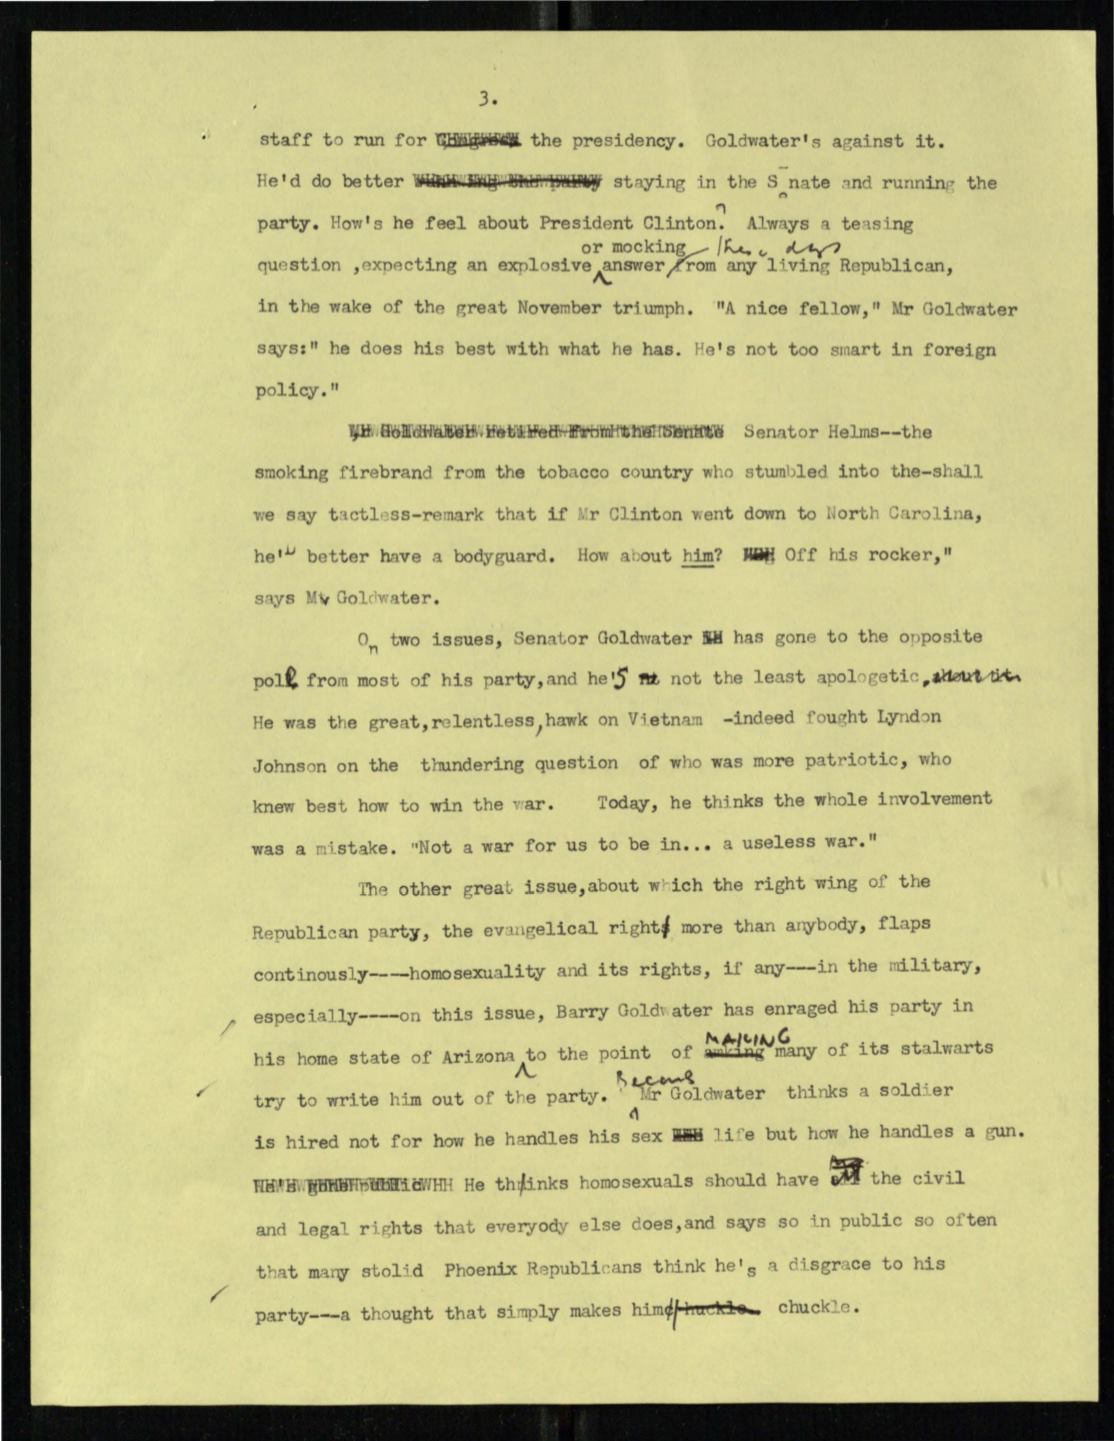 3.
staff to run for the presidency.  Goldwater's against it.
He'd do better staying in the S nate and running the
party. How's he feel about President Clinton?  Always a teasing
or mocking these days
question ,expecting an explosive answer from any living Republican,
in the wake of the great November triumph.  "A nice fellow," Mr Goldwater
says:" he does his best with what he has. He's not too smart in foreign
policy."
Mr Goldwater retired from the Senate  Senator Helms--the
smoking firebrand from the tobacco country who stumbled into the-shall
we say tactless-remark that if Mr Clinton went down to North Carolina,
he'd better have a bodyguard.  How about him?  Off his rocker,"
says Mr Goldwater.
On two issues, Senator Goldwater has gone to the opposite
pole from most of his party,and he's not the least apologetic. about it
He was the great,relentless,hawk on Vietnam  -indeed fought Lyndon
Johnson on the  thundering question  of who was more patriotic, who
knew best how to win the war.   Today, he thinks the whole involvement
was a mistake. "Not a war for us to be in... a useless war."
The other great issue,about which the right wing of the
Republican party, the evangelical right more than anybody, flaps
continously----homosexuality and its rights, if any---in the military,
especially----on this issue, Barry Goldwater has enraged his party in
MAKING
his home state of Arizona to the point  of amking many of its stalwarts
Because
try to write him out of the party.  Mr Goldwater  thinks a soldier
is hired not for how he handles his sex life but how he handles a gun.
He's gone public He thinks homosexuals should have the civil
and legal rights that everyody else does,and says so in public so often
that many stolid  Phoenix Republicans think he's a disgrace to his
party---a thought that simply makes him chuckle. chuckle.